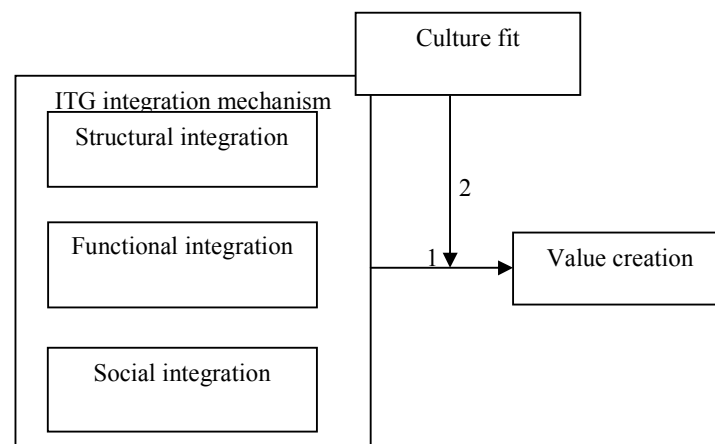 Culture fit
ITG integration mechanism
Structural integration
2
Functional integration
1
Value creation
Social integration